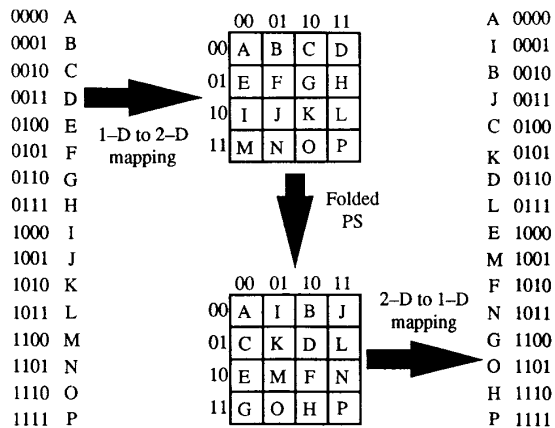 0000 A
0001 B
0010 C
0011 D
0100 E
0101 F
0110 G
0111 H
1000 I
1001 J
1010 K
1011 L
1100 M
1101 N
1110 O
1111 P
1–D to 2–D
mapping
00 01 10 11
00 A B C D
01 E F G H
10 I J K L
11 M N O P
Folded
PS
00 01 10 11
00 A I B J
01 C K D L
10 E M F N
11 G O H P
2–D to 1–D
mapping
A 0000
I 0001
B 0010
J 0011
C 0100
K 0101
D 0110
L 0111
E 1000
M 1001
F 1010
N 1011
G 1100
O 1101
H 1110
P 1111